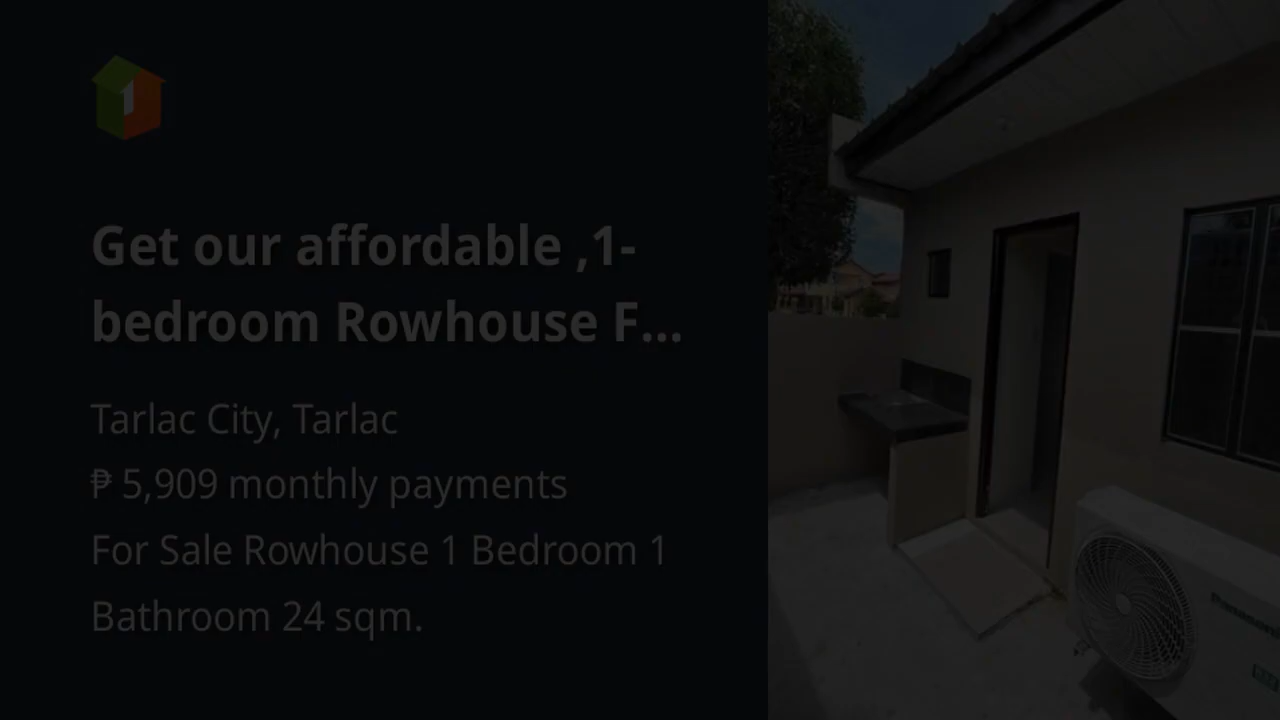 Get our affordable ,1-
bedroom Rowhouse F...
Tarlac City, Tarlac
₱ 5,909 monthly payments
For Sale Rowhouse 1 Bedroom 1
Bathroom 24 sqm.
Panasonic